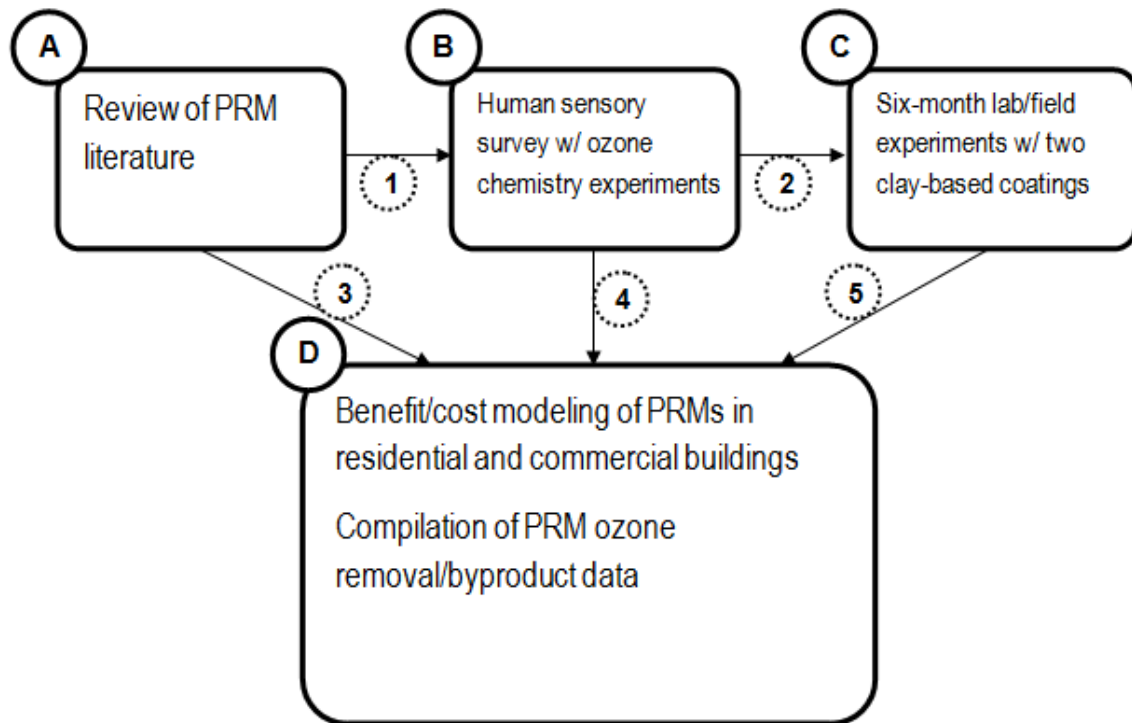 A
B
C
Review of PRM
literature
Human sensory
survey w/ ozone
chemistry experiments
Six-month lab/field
experiments w/ two
clay-based coatings
1
2
3
4
5
D
Benefit/cost modeling of PRMs in
residential and commercial buildings
Compilation of PRM ozone
removal/byproduct data